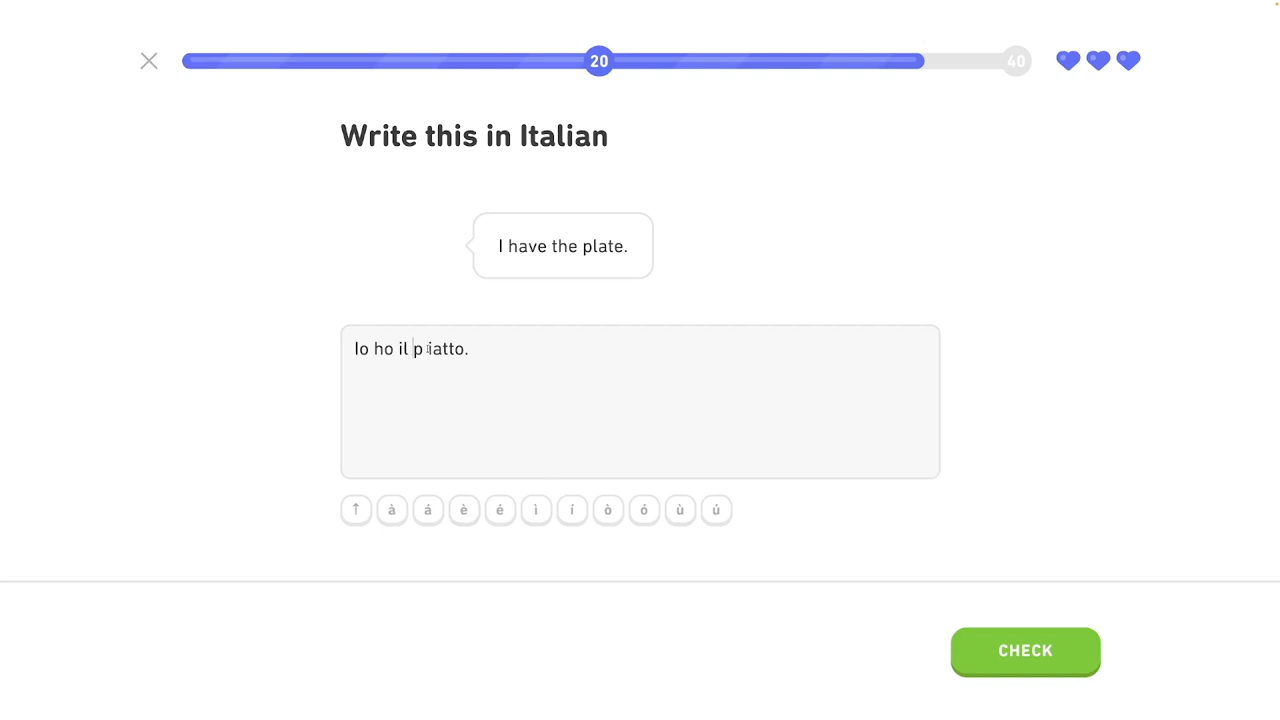 20
40
Write this in Italian
I have the plate.
Io ho il piatto.
↑ à á è é ì í ò ó ù ú
CHECK